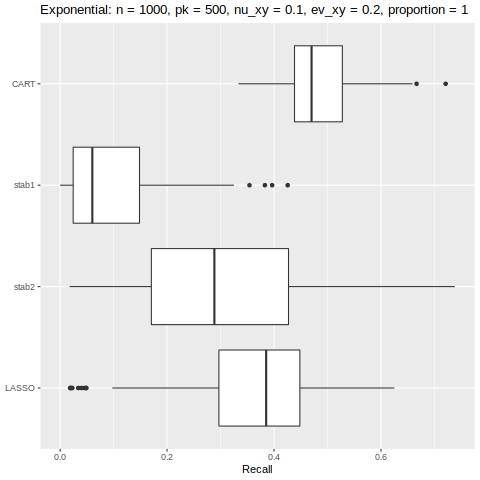 Exponential: n = 1000, pk = 500, nu_xy = 0.1, ev_xy = 0.2, proportion = 1
CART
stab1
stab2
LASSO
0.0 0.2 0.4 0.6
Recall